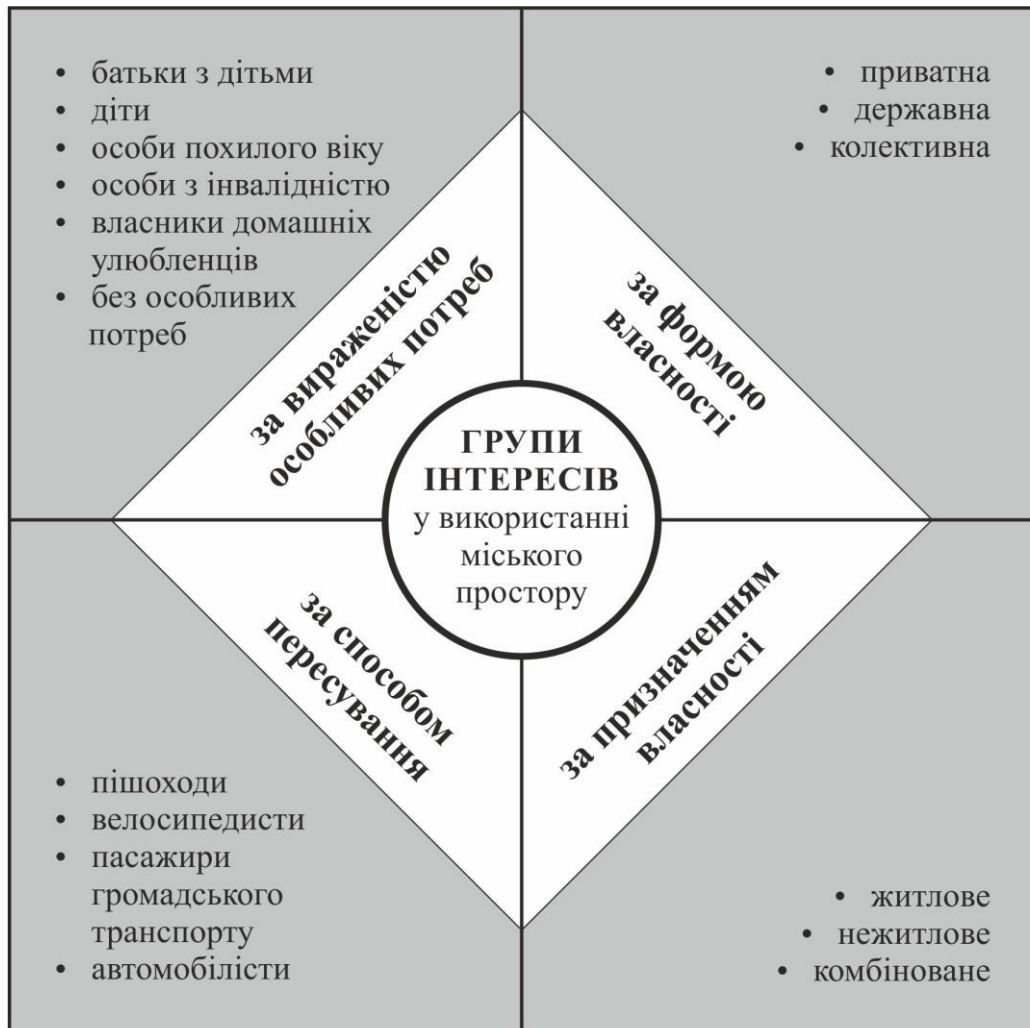 • батьки з дітьми
• діти
• особи похилого віку
• особи з інвалідністю
• власники домашніх
улюбленців
• без особливих
потреб
за вираженістю
особливих потреб
• приватна
• державна
• колективна
за формою
власності
ГРУПИ
ІНТЕРЕСІВ
у використанні
міського
простору
за способом
пересування
• пішоходи
• велосипедисти
• пасажири
громадського
транспорту
• автомобілісти
за призначенням
власності
• житлове
• нежитлове
• комбіноване